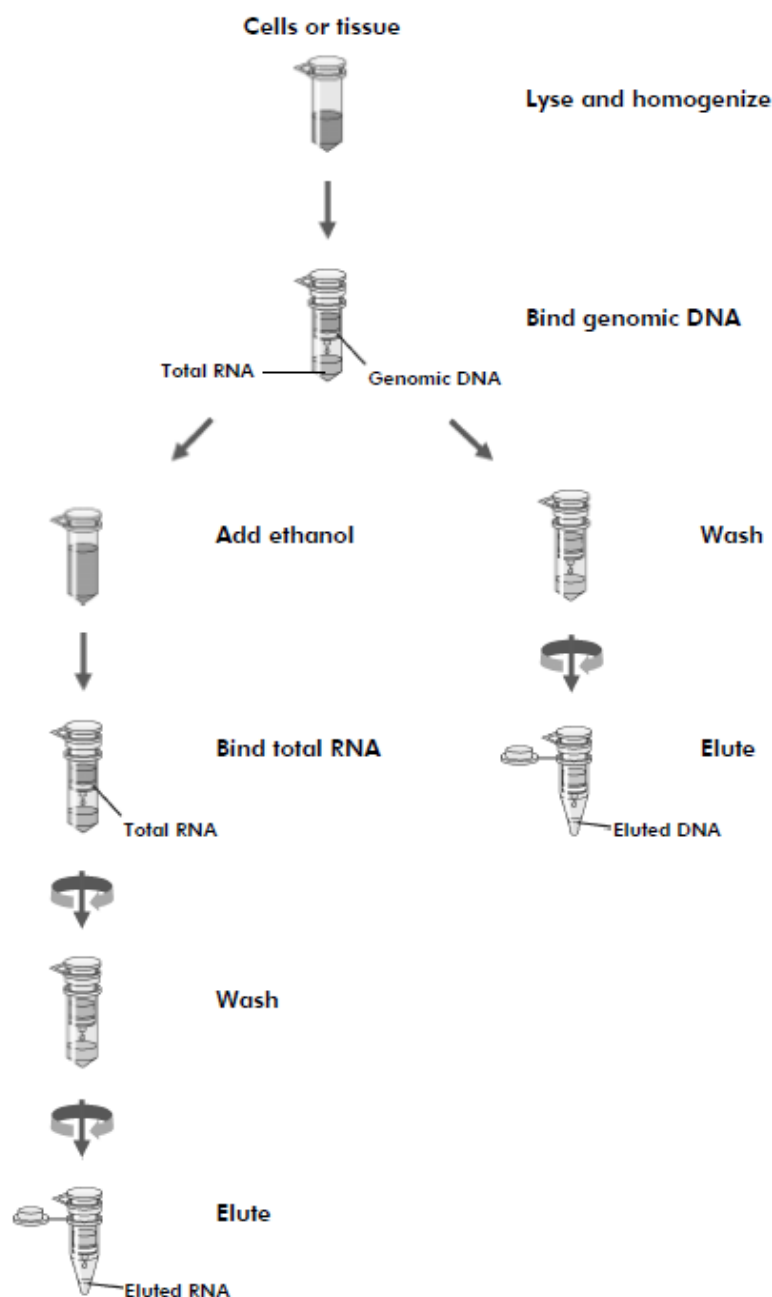 Cells or tissue
Lyse and homogenize
Bind genomic DNA
Total RNA
Genomic DNA
Add ethanol
Wash
Bind total RNA
Elute
Total RNA
Eluted DNA
Wash
Elute
Eluted RNA